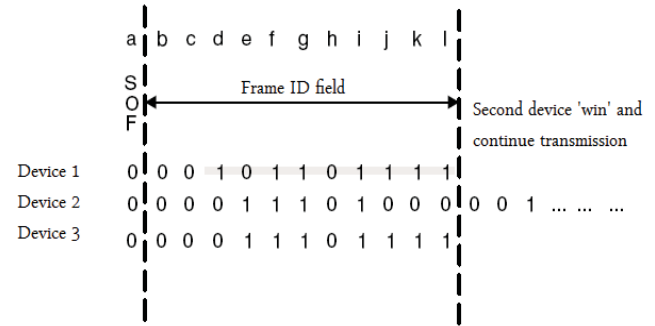 a b c d e f g h i j k l
S
O
F
Frame ID field
Second device 'win' and
continue transmission
Device 1 0 0 0 1 0 1 1 0 1 1 1 1
Device 2 0 0 0 0 1 1 1 0 1 0 0 0 0 0 1 ... ... ...
Device 3 0 0 0 0 1 1 1 0 1 1 1 1